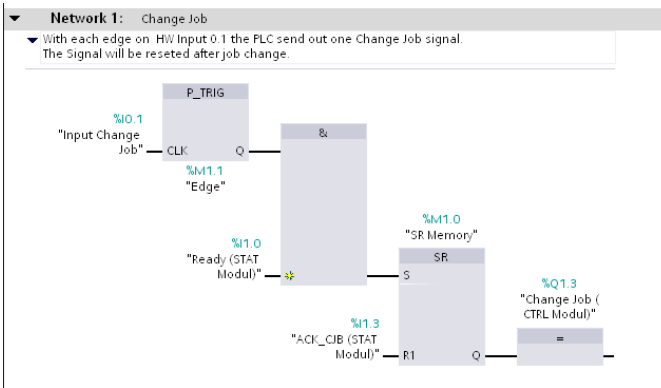 Network 1: Change Job
With each edge on HW Input 0.1 the PLC send out one Change Job signal.
The Signal will be reseted after job change.
P_TRIG
%I0.1
"Input Change
Job"
CLK
Q
%M1.1
"Edge"
&
%I1.0
"Ready (STAT
Modul)"
%M1.0
"SR Memory"
SR
S
%I1.3
"ACK_CJB (STAT
Modul)"
R1
Q
%Q1.3
"Change Job (
CTRL Modul)"
=